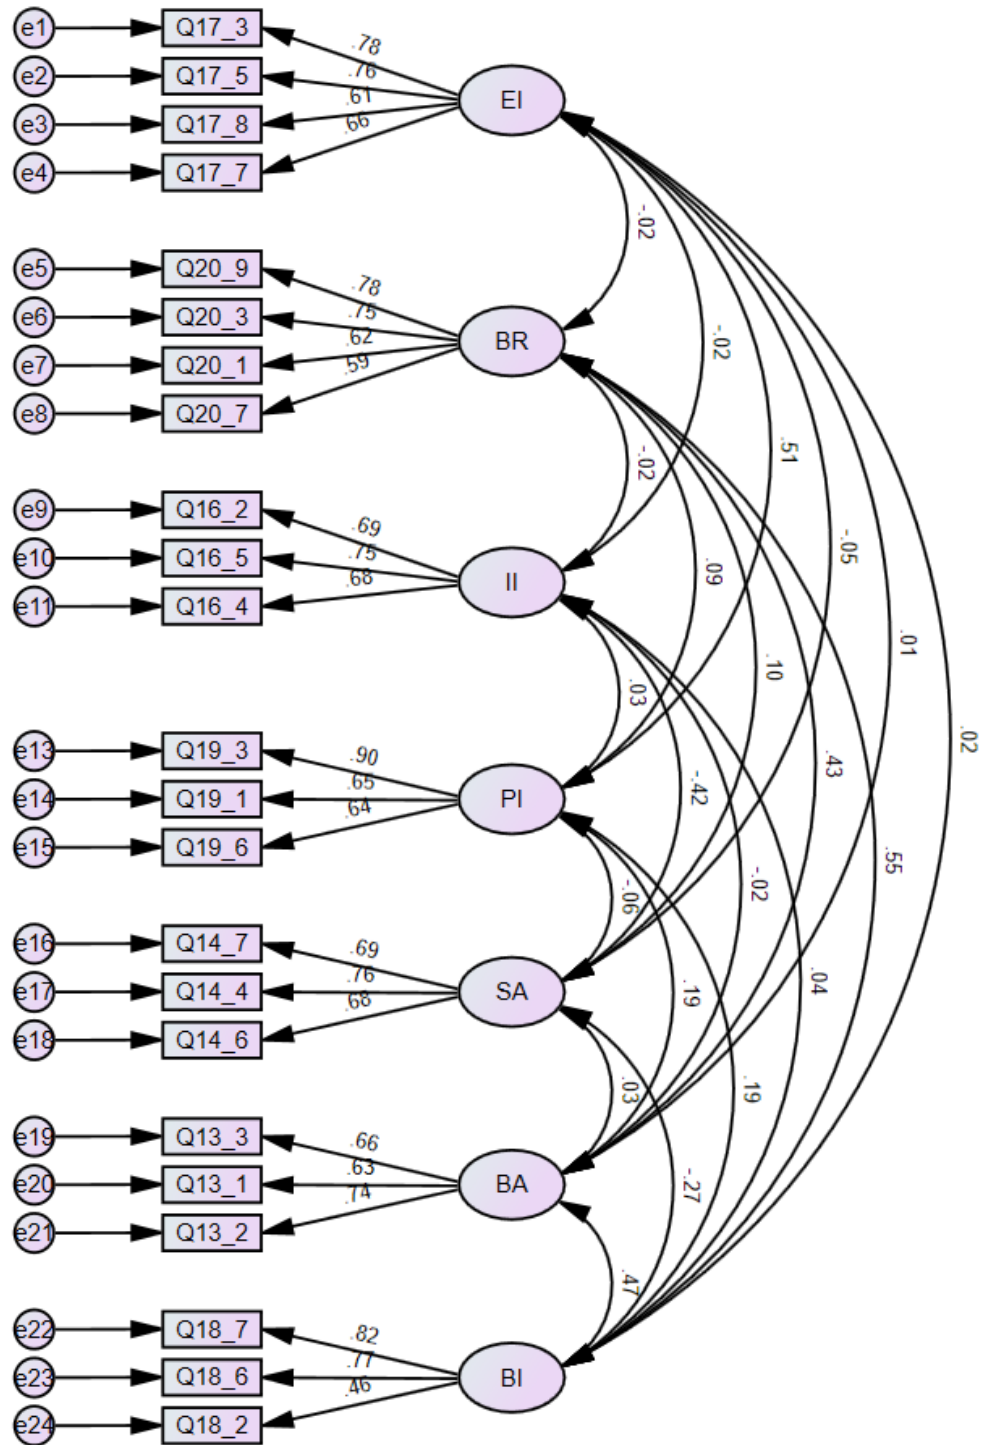 e1 Q17_3 .78
e2 Q17_5 .76 EI
e3 Q17_8 .61
e4 Q17_7 .66
-.02
e5 Q20_9 .78
e6 Q20_3 .75 BR -.02
e7 Q20_1 .62
e8 Q20_7 .59
-.02 .51
e9 Q16_2 .69
e10 Q16_5 .75 II .09 -.05
e11 Q16_4 .68
.03 .10 .01
e13 Q19_3 .90 .43 .02
e14 Q19_1 .65 PI -.42
e15 Q19_6 .64
-.06 -.02 .55
e16 Q14_7 .69
e17 Q14_4 .76 SA .19 .04
e18 Q14_6 .68
.03 .19
e19 Q13_3 .66
e20 Q13_1 .63 BA -.27
e21 Q13_2 .74
.47
e22 Q18_7 .82
e23 Q18_6 .77 BI
e24 Q18_2 .46